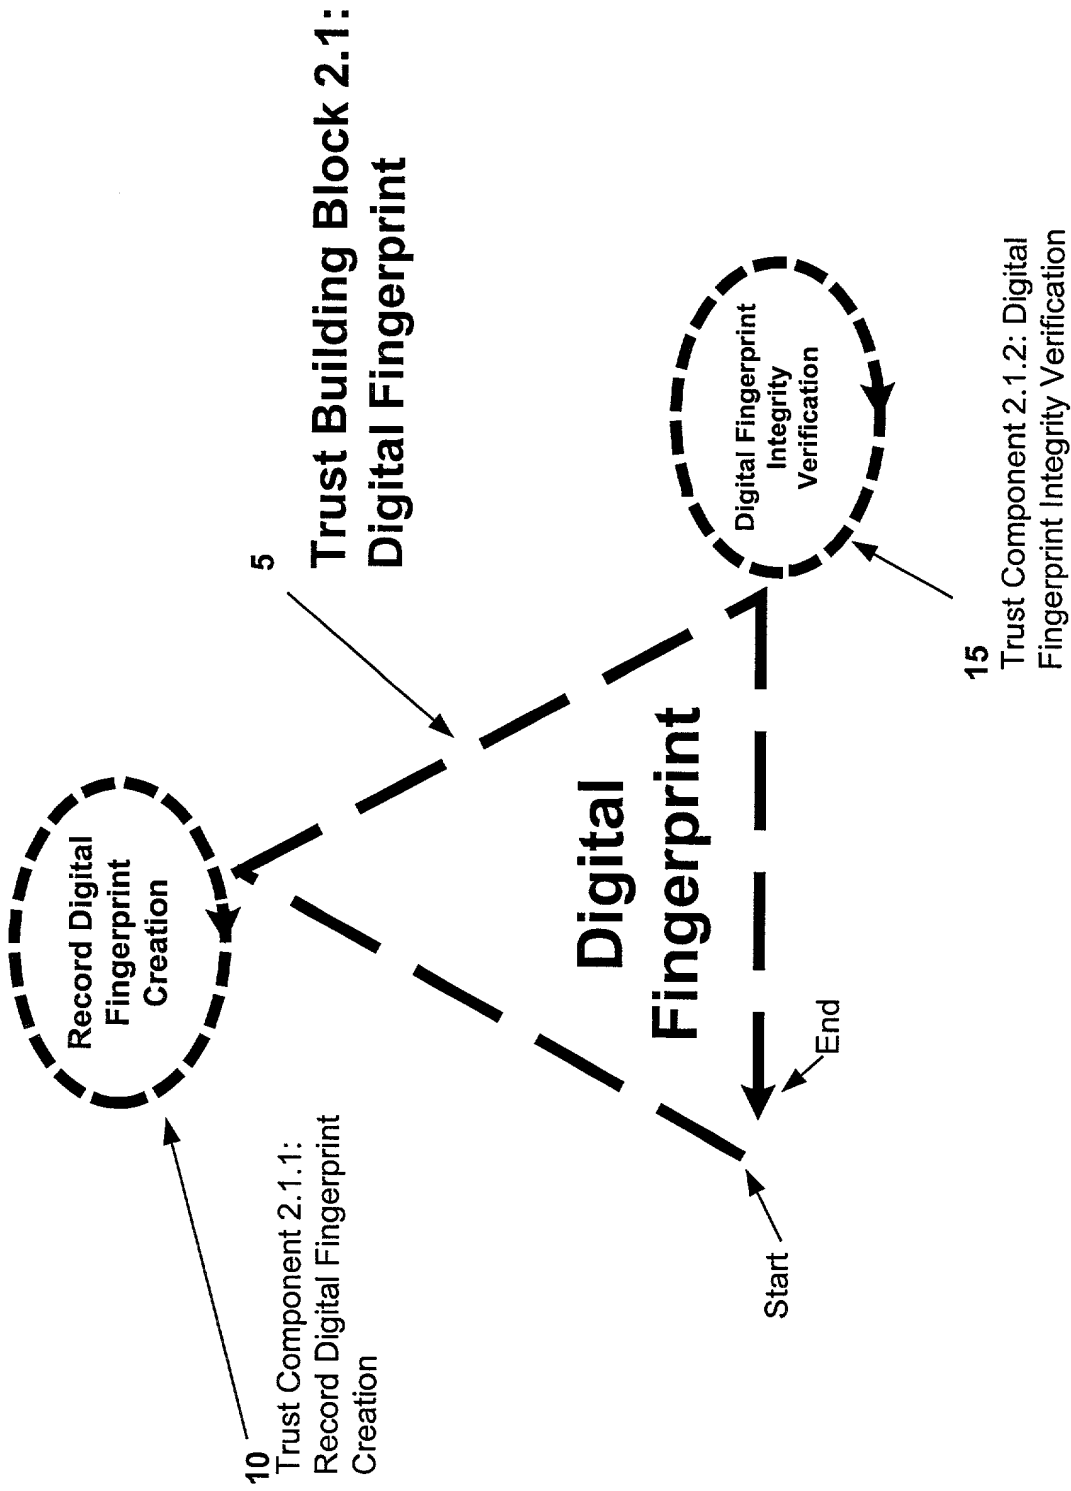 Trust Building Block 2.1:
Digital Fingerprint
5
Record Digital
Fingerprint
Creation
10
Trust Component 2.1.1:
Record Digital Fingerprint
Creation
Digital
Fingerprint
Start
End
Digital Fingerprint
Integrity
Verification
15
Trust Component 2.1.2: Digital
Fingerprint Integrity Verification